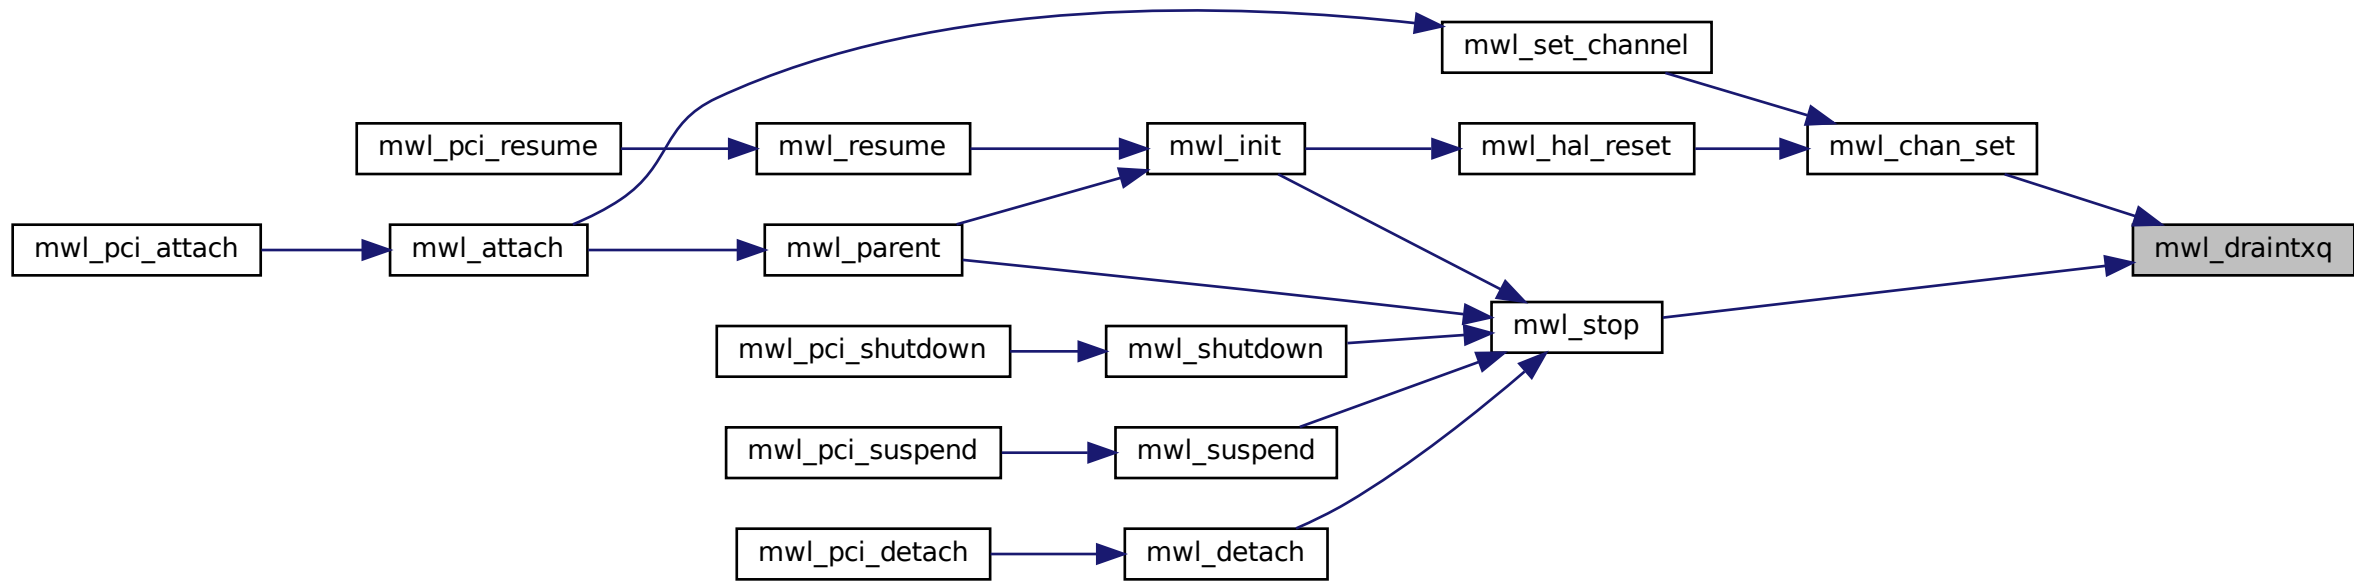 mwl_set_channel
mwl_pci_resume
mwl_resume
mwl_init
mwl_hal_reset
mwl_chan_set
mwl_pci_attach
mwl_attach
mwl_parent
mwl_draintxq
mwl_stop
mwl_pci_shutdown
mwl_shutdown
mwl_pci_suspend
mwl_suspend
mwl_pci_detach
mwl_detach